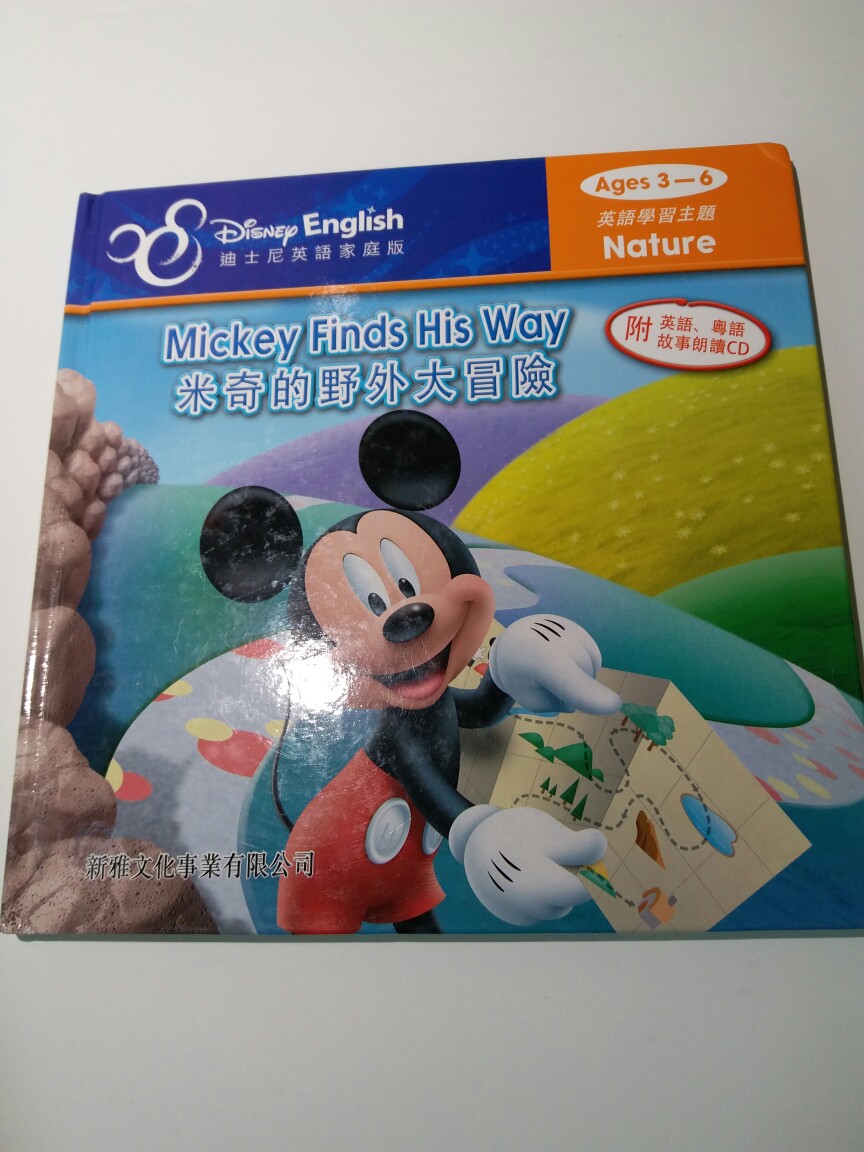 Disney English
迪士尼英語家庭版
Ages 3—6
英語學習主題
Nature
Mickey Finds His Way
米奇的野外大冒險
附 英語、粵語
故事朗讀CD
新雅文化事業有限公司